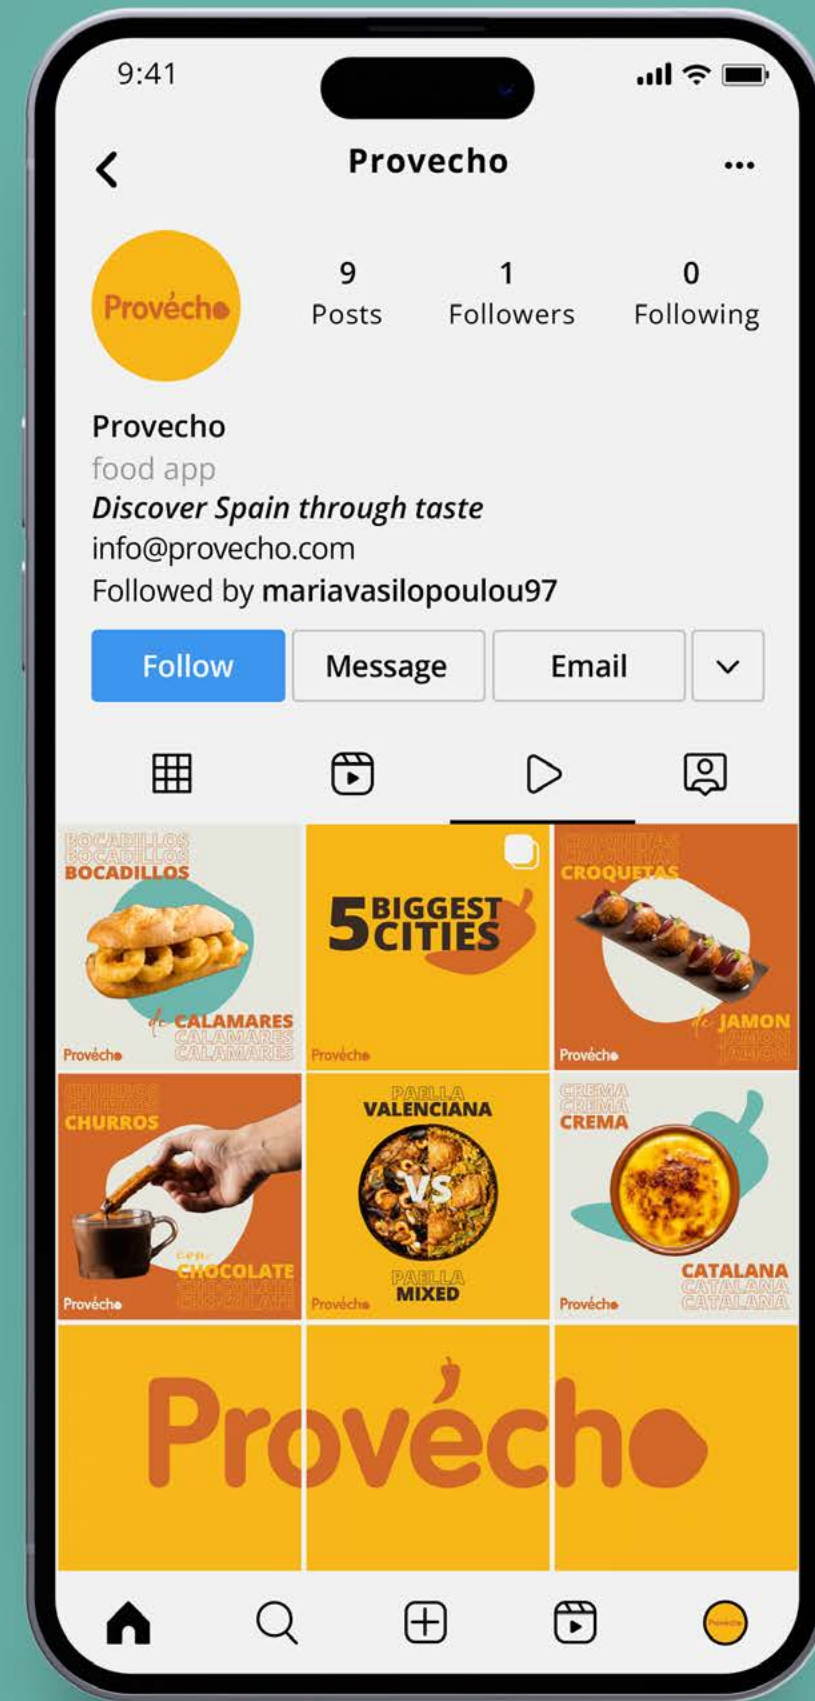 9:41
Provecho
Provécho
9
Posts
1
Followers
0
Following
Provecho
food app
Discover Spain through taste
info@provecho.com
Followed by mariavasilopoulou97
Follow
Message
Email
BOCADILLOS
BOCADILLOS
BOCADILLOS
de CALAMARES
CALAMARES
CALAMARES
Provécho
5 BIGGEST
CITIES
Provécho
CROQUETAS
CROQUETAS
CROQUETAS
de JAMON
JAMON
JAMON
Provécho
CHURROS
CHURROS
CHURROS
con
CHOCOLATE
CHOCOLATE
CHOCOLATE
Provécho
PAELLA
VALENCIANA
VS
PAELLA
MIXED
Provécho
CREMA
CREMA
CREMA
CATALANA
CATALANA
CATALANA
Provécho
Provécho
Provécho